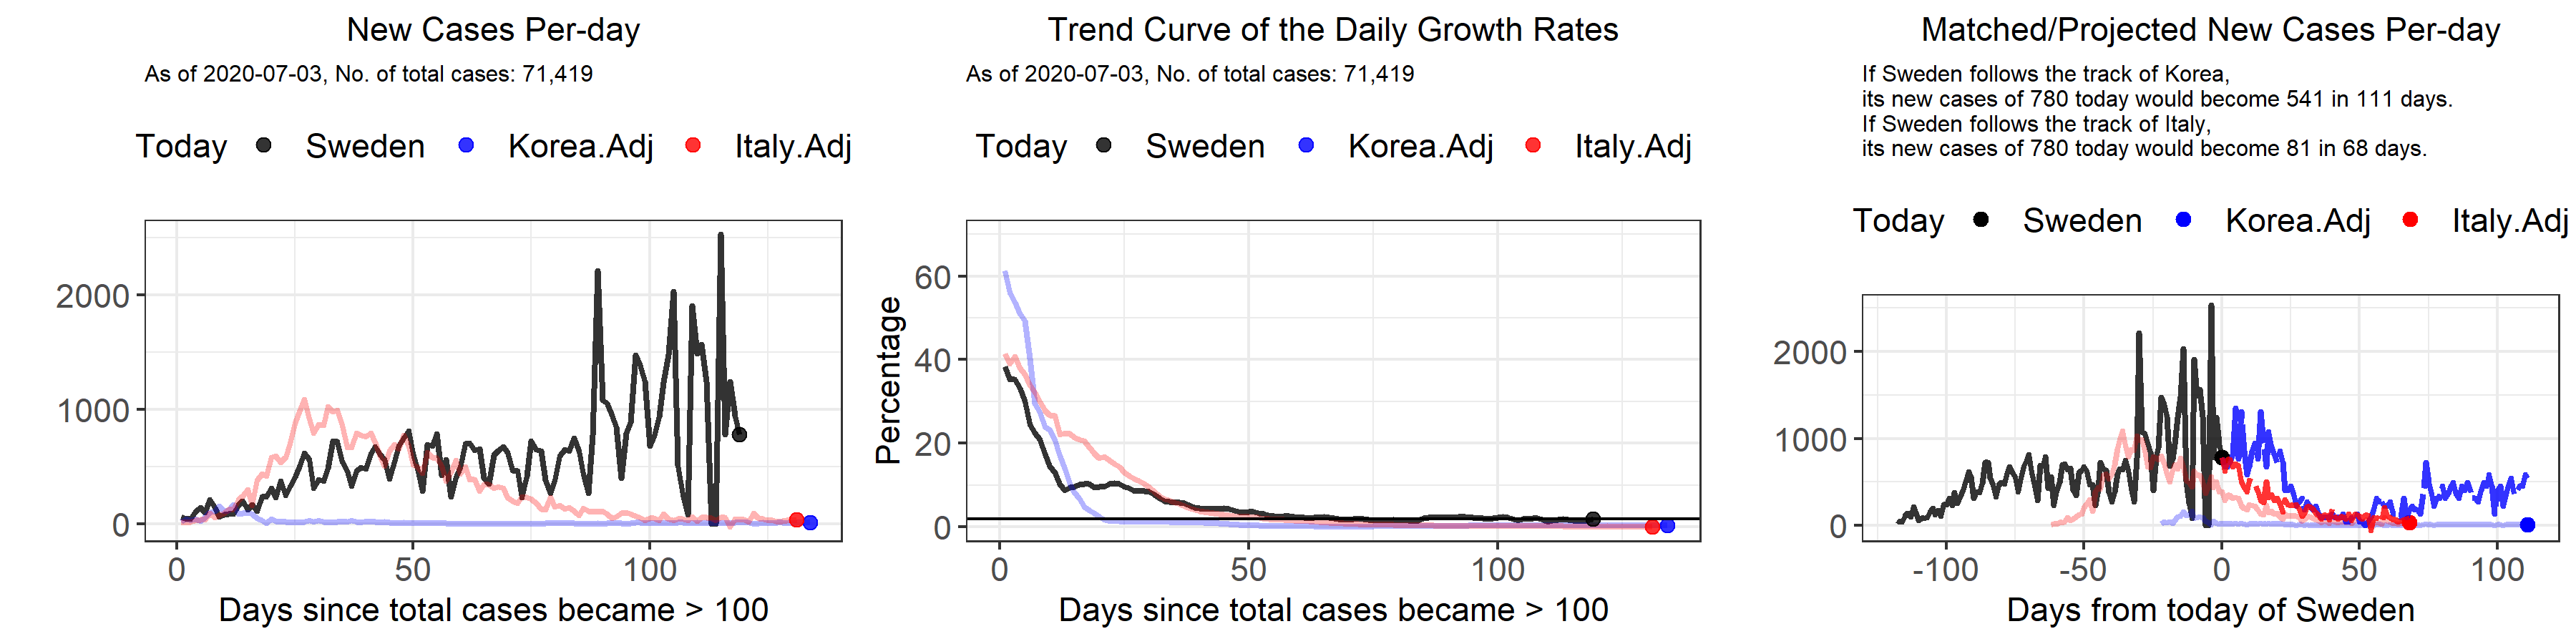 New Cases Per-day
As of 2020-07-03, No. of total cases: 71,419
Today Sweden Korea.Adj Italy.Adj
2000
1000
0
0 50 100
Days since total cases became > 100
Trend Curve of the Daily Growth Rates
As of 2020-07-03, No. of total cases: 71,419
Today Sweden Korea.Adj Italy.Adj
Percentage
60
40
20
0
0 50 100
Days since total cases became > 100
Matched/Projected New Cases Per-day
If Sweden follows the track of Korea,
its new cases of 780 today would become 541 in 111 days.
If Sweden follows the track of Italy,
its new cases of 780 today would become 81 in 68 days.
Today Sweden Korea.Adj Italy.Adj
2000
1000
0
-100 -50 0 50 100
Days from today of Sweden